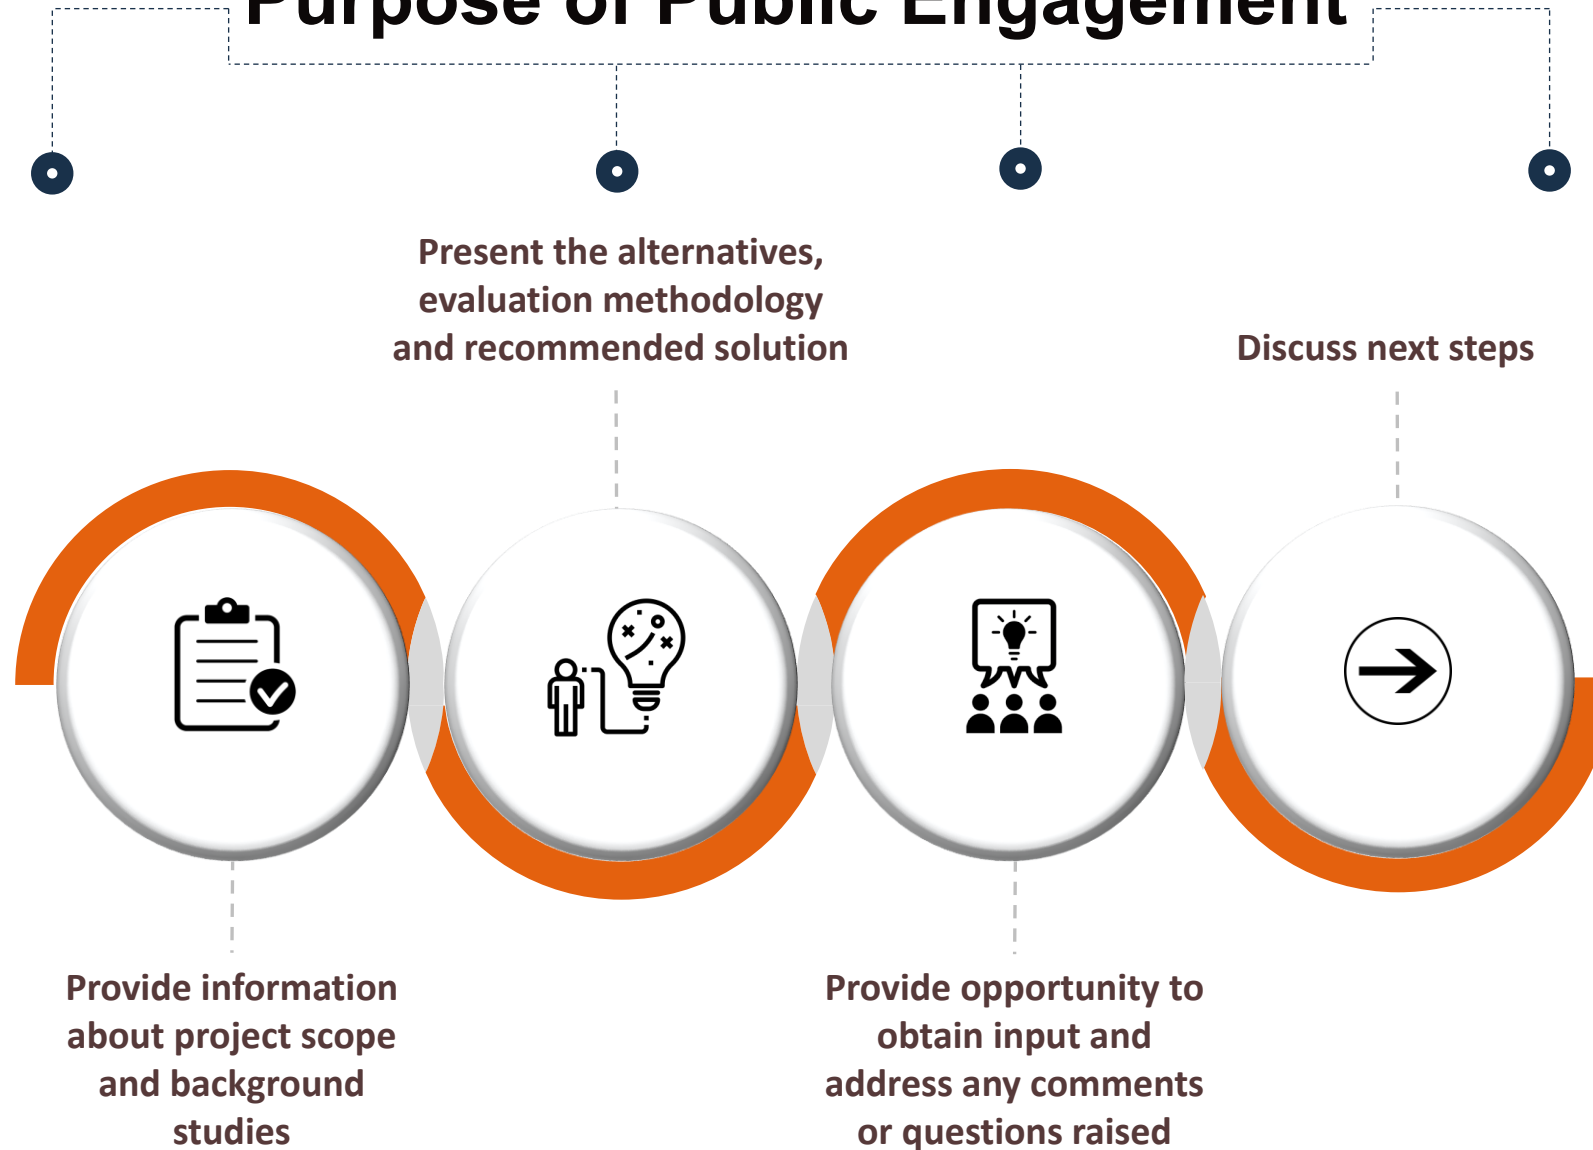 Purpose of Public Engagement
Present the alternatives,
evaluation methodology
and recommended solution
Discuss next steps
Provide information
about project scope
and background
studies
Provide opportunity to
obtain input and
address any comments
or questions raised